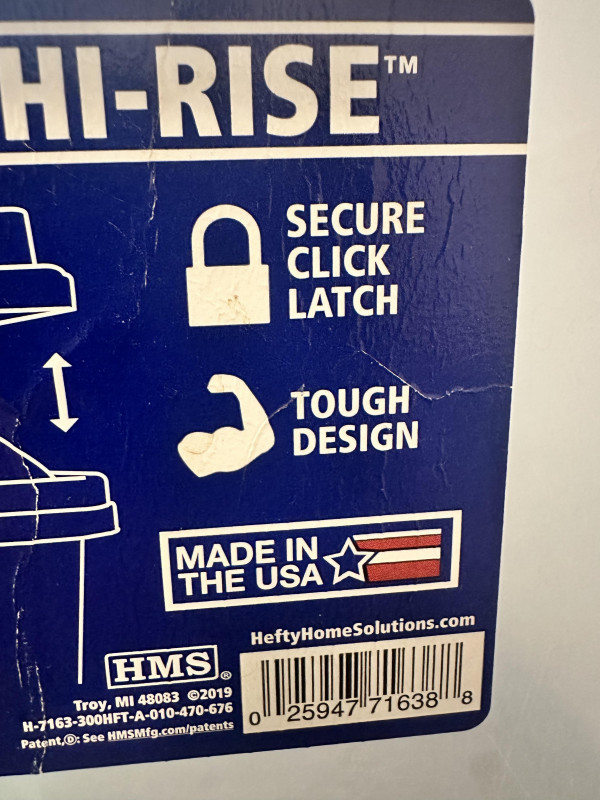 HI-RISE™
SECURE
CLICK
LATCH
TOUGH
DESIGN
MADE IN
THE USA
HeftyHomeSolutions.com
HMS®
Troy, MI 48083 ©2019
H-7163-300HFT-A-010-470-676
Patent,Ⓓ: See HMSMfg.com/patents
0 25947 71638 8